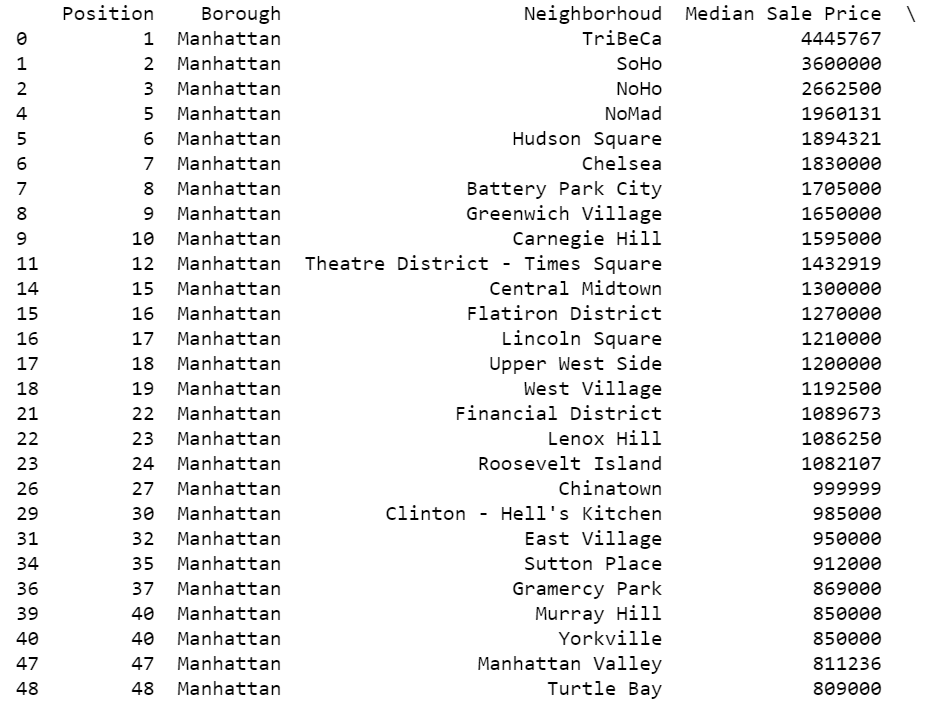 Position Borough Neighborhoud Median Sale Price \
0 1 Manhattan TriBeCa 4445767
1 2 Manhattan SoHo 3600000
2 3 Manhattan NoHo 2662500
4 5 Manhattan NoMad 1960131
5 6 Manhattan Hudson Square 1894321
6 7 Manhattan Chelsea 1830000
7 8 Manhattan Battery Park City 1705000
8 9 Manhattan Greenwich Village 1650000
9 10 Manhattan Carnegie Hill 1595000
11 12 Manhattan Theatre District - Times Square 1432919
14 15 Manhattan Central Midtown 1300000
15 16 Manhattan Flatiron District 1270000
16 17 Manhattan Lincoln Square 1210000
17 18 Manhattan Upper West Side 1200000
18 19 Manhattan West Village 1192500
21 22 Manhattan Financial District 1089673
22 23 Manhattan Lenox Hill 1086250
23 24 Manhattan Roosevelt Island 1082107
26 27 Manhattan Chinatown 999999
29 30 Manhattan Clinton - Hell's Kitchen 985000
31 32 Manhattan East Village 950000
34 35 Manhattan Sutton Place 912000
36 37 Manhattan Gramercy Park 869000
39 40 Manhattan Murray Hill 850000
40 40 Manhattan Yorkville 850000
47 47 Manhattan Manhattan Valley 811236
48 48 Manhattan Turtle Bay 809000